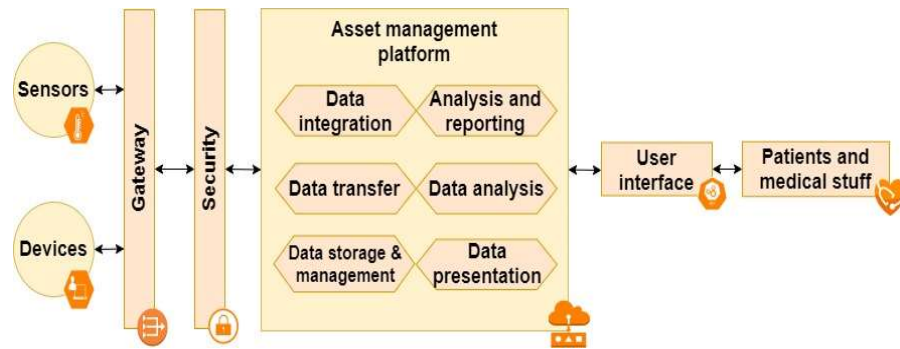 Sensors
Devices
Gateway
Security
Asset management
platform
Data
integration
Analysis and
reporting
Data transfer
Data analysis
Data storage &
management
Data
presentation
User
interface
Patients and
medical stuff